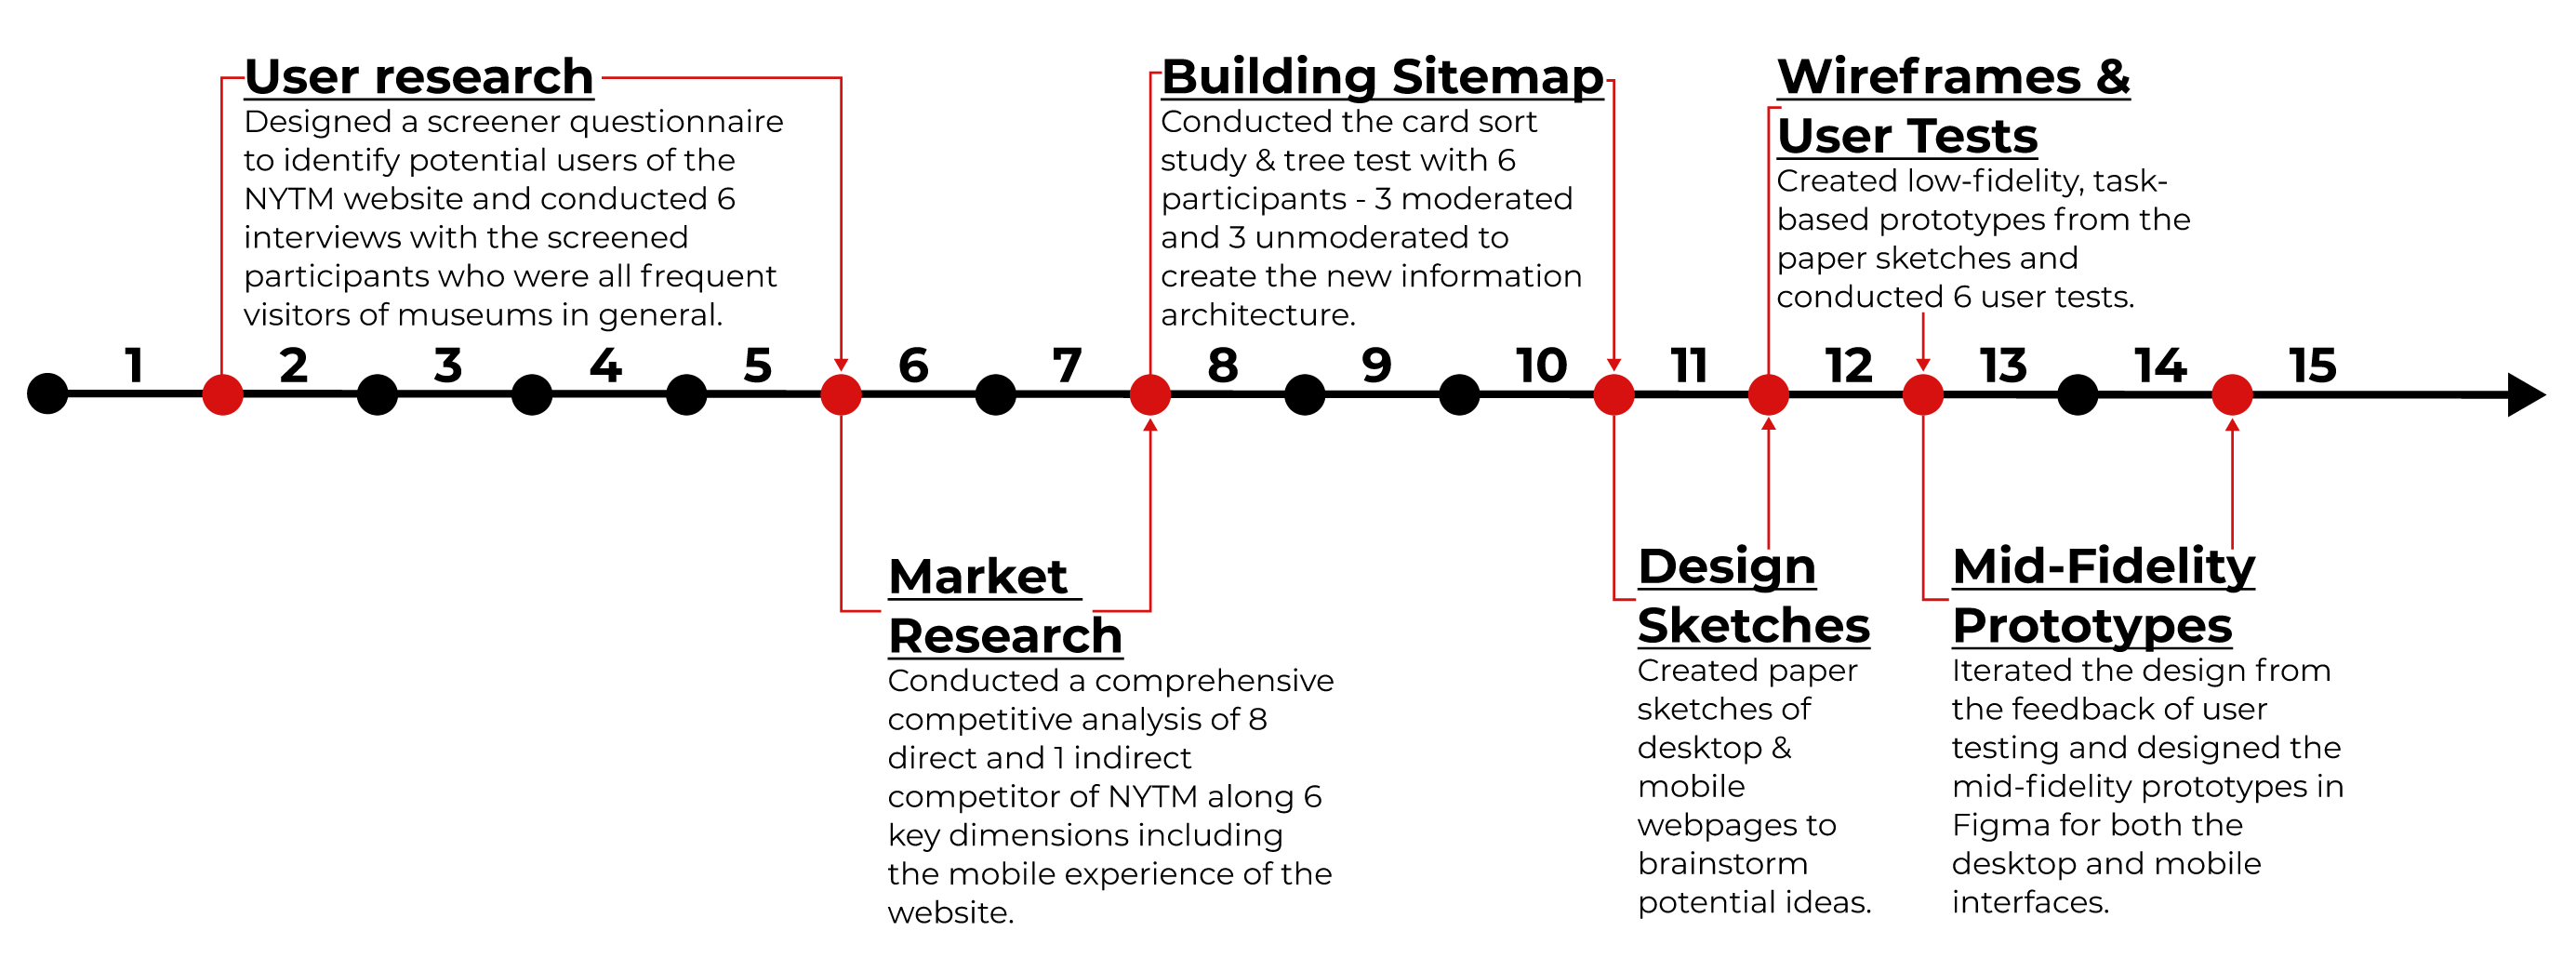 User research
Designed a screener questionnaire
to identify potential users of the
NYTM website and conducted 6
interviews with the screened
participants who were all frequent
visitors of museums in general.
Building Sitemap
Conducted the card sort
study & tree test with 6
participants - 3 moderated
and 3 unmoderated to
create the new information
architecture.
Wireframes &
User Tests
Created low-fidelity, task-
based prototypes from the
paper sketches and
conducted 6 user tests.
1 2 3 4 5 6 7 8 9 10 11 12 13 14 15
Market
Research
Conducted a comprehensive
competitive analysis of 8
direct and 1 indirect
competitor of NYTM along 6
key dimensions including
the mobile experience of the
website.
Design
Sketches
Created paper
sketches of
desktop &
mobile
webpages to
brainstorm
potential ideas.
Mid-Fidelity
Prototypes
Iterated the design from
the feedback of user
testing and designed the
mid-fidelity prototypes in
Figma for both the
desktop and mobile
interfaces.